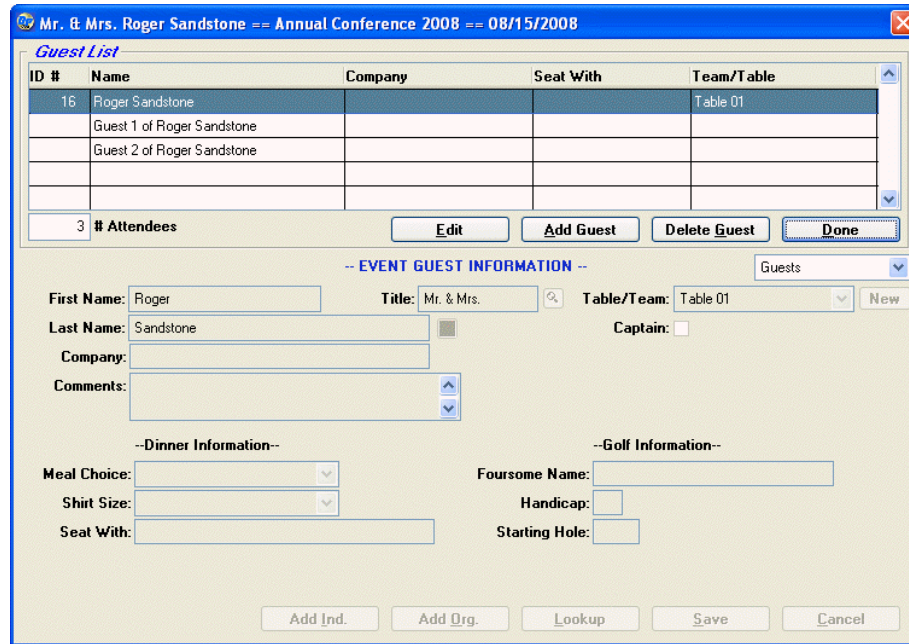 Mr. & Mrs. Roger Sandstone == Annual Conference 2008 == 08/15/2008
Guest List
ID # Name Company Seat With Team/Table
16 Roger Sandstone Table 01
Guest 1 of Roger Sandstone
Guest 2 of Roger Sandstone
3 # Attendees Edit Add Guest Delete Guest Done
-- EVENT GUEST INFORMATION -- Guests
First Name: Roger Title: Mr. & Mrs. Table/Team: Table 01 New
Last Name: Sandstone Captain:
Company:
Comments:
--Dinner Information-- --Golf Information--
Meal Choice: Foursome Name:
Shirt Size: Handicap:
Seat With: Starting Hole:
Add Ind. Add Org. Lookup Save Cancel